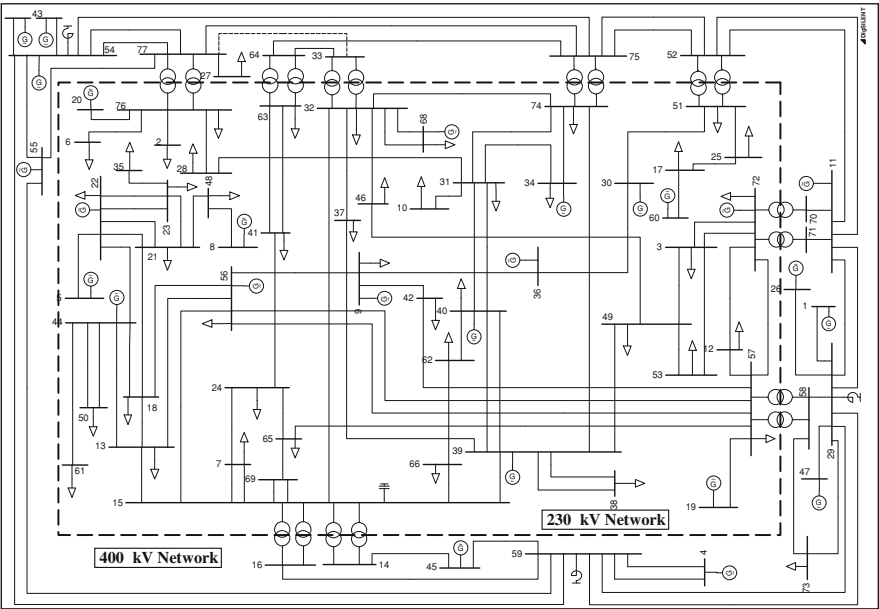 43
G
G
54
77
64
33
75
52
DIgSILENT
G
27
20
G
76
63
32
74
51
55
G
6
2
35
28
48
68
G
31
34
G
30
G
17
25
60
G
72
G
11
G
70
71
22
G
23
21
8
G
41
37
46
10
3
5
G
G
56
G
9
G
36
G
42
40
G
49
26
G
1
G
44
50
18
24
62
12
57
58
53
61
13
7
65
69
66
39
G
38
19
G
47
G
29
15
230 kV Network
400 kV Network
16
14
45
G
59
4
G
73